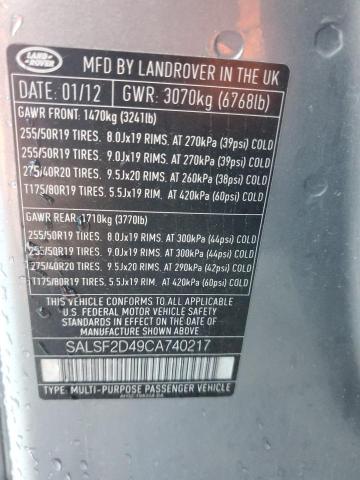 LAND
ROVER
MFD BY LANDROVER IN THE UK
DATE: 01/12 GWR: 3070kg (6768lb)
GAWR FRONT: 1470kg (3241lb)
255/50R19 TIRES. 8.0Jx19 RIMS. AT 270kPa (39psi) COLD
255/50R19 TIRES. 9.0Jx19 RIMS. AT 270kPa (39psi) COLD
275/40R20 TIRES. 9.5Jx20 RIMS. AT 260kPa (38psi) COLD
T175/80R19 TIRES. 5.5Jx19 RIM. AT 420kPa (60psi) COLD
GAWR REAR: 1710kg (3770lb)
255/50R19 TIRES. 8.0Jx19 RIMS. AT 300kPa (44psi) COLD
255/50R19 TIRES. 9.0Jx19 RIMS. AT 300kPa (44psi) COLD
275/40R20 TIRES. 9.5Jx20 RIMS. AT 290kPa (42psi) COLD
T175/80R19 TIRES. 5.5Jx19 RIM. AT 420kPa (60psi) COLD
THIS VEHICLE CONFORMS TO ALL APPLICABLE
U.S. FEDERAL MOTOR VEHICLE SAFETY
AND THEFT PREVENTION STANDARDS IN EFFECT ON
THE DATE OF MANUFACTURE SHOWN ABOVE.
SALSF2D49CA740217
TYPE: MULTI-PURPOSE PASSENGER VEHICLE